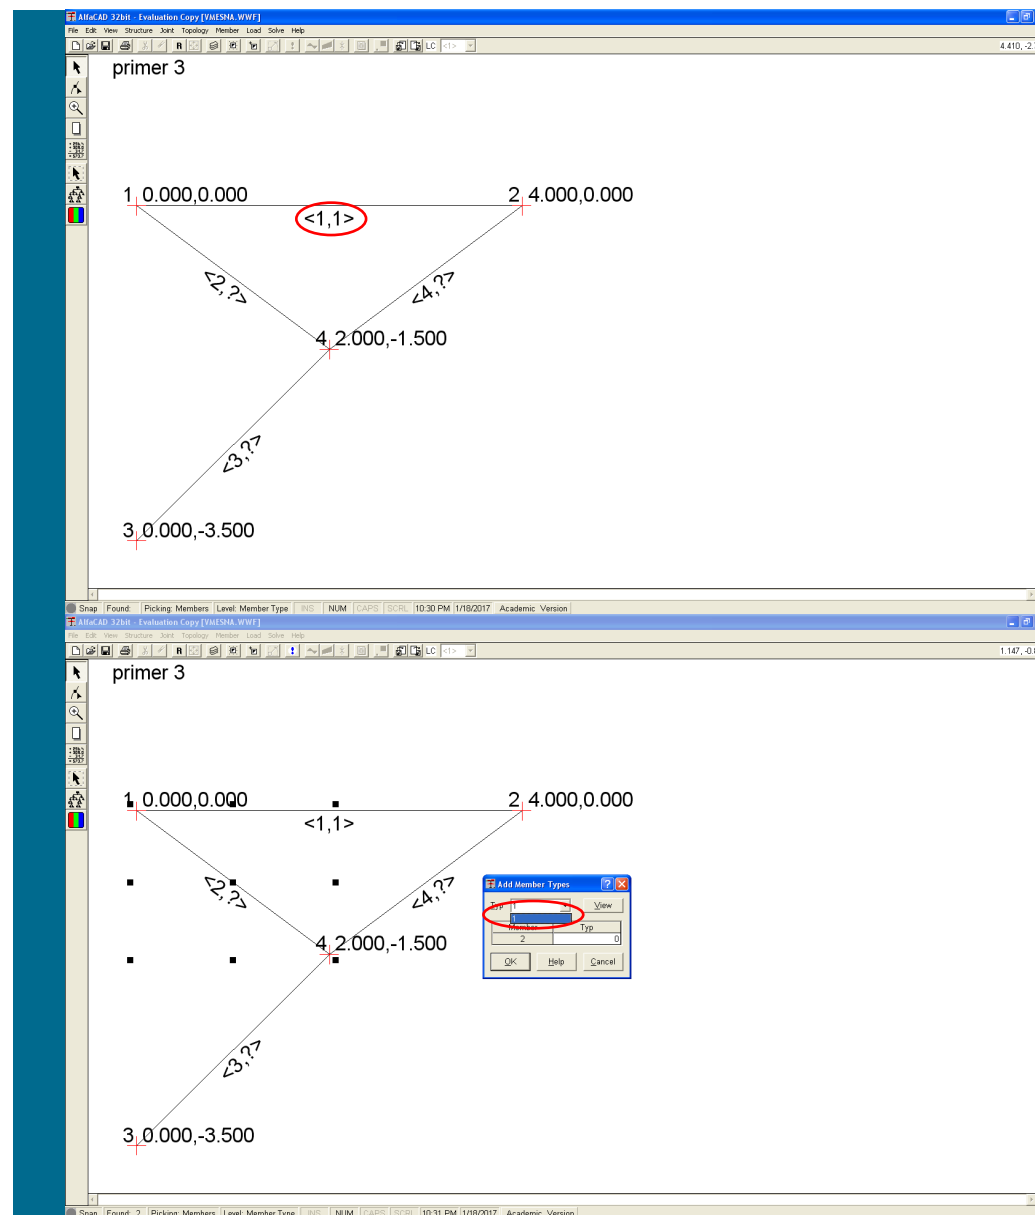 AlfaCAD 32bit - Evaluation Copy [VMESNA.WWF]
File Edit View Structure Joint Topology Member Load Solve Help
R LC <1> 4.410, -2.
primer 3
1 0.000,0.000 2 4.000,0.000
<1,1>
<2,?> <4,?>
4 2.000,-1.500
<3,?>
3 0.000,-3.500
Snap Found: Picking: Members Level: Member Type INS NUM CAPS SCRL 10:30 PM 1/18/2017 Academic Version
AlfaCAD 32bit - Evaluation Copy [VMESNA.WWF]
File Edit View Structure Joint Topology Member Load Solve Help
R LC <1> 1.147, -0.8
primer 3
1 0.000,0.000 2 4.000,0.000
<1,1>
<2,?> <4,?>
Add Member Types
Typ 1 View
1
Member Typ
2 0
OK Help Cancel
4 2.000,-1.500
<3,?>
3 0.000,-3.500
Snap Found: 2 Picking: Members Level: Member Type INS NUM CAPS SCRL 10:31 PM 1/18/2017 Academic Version